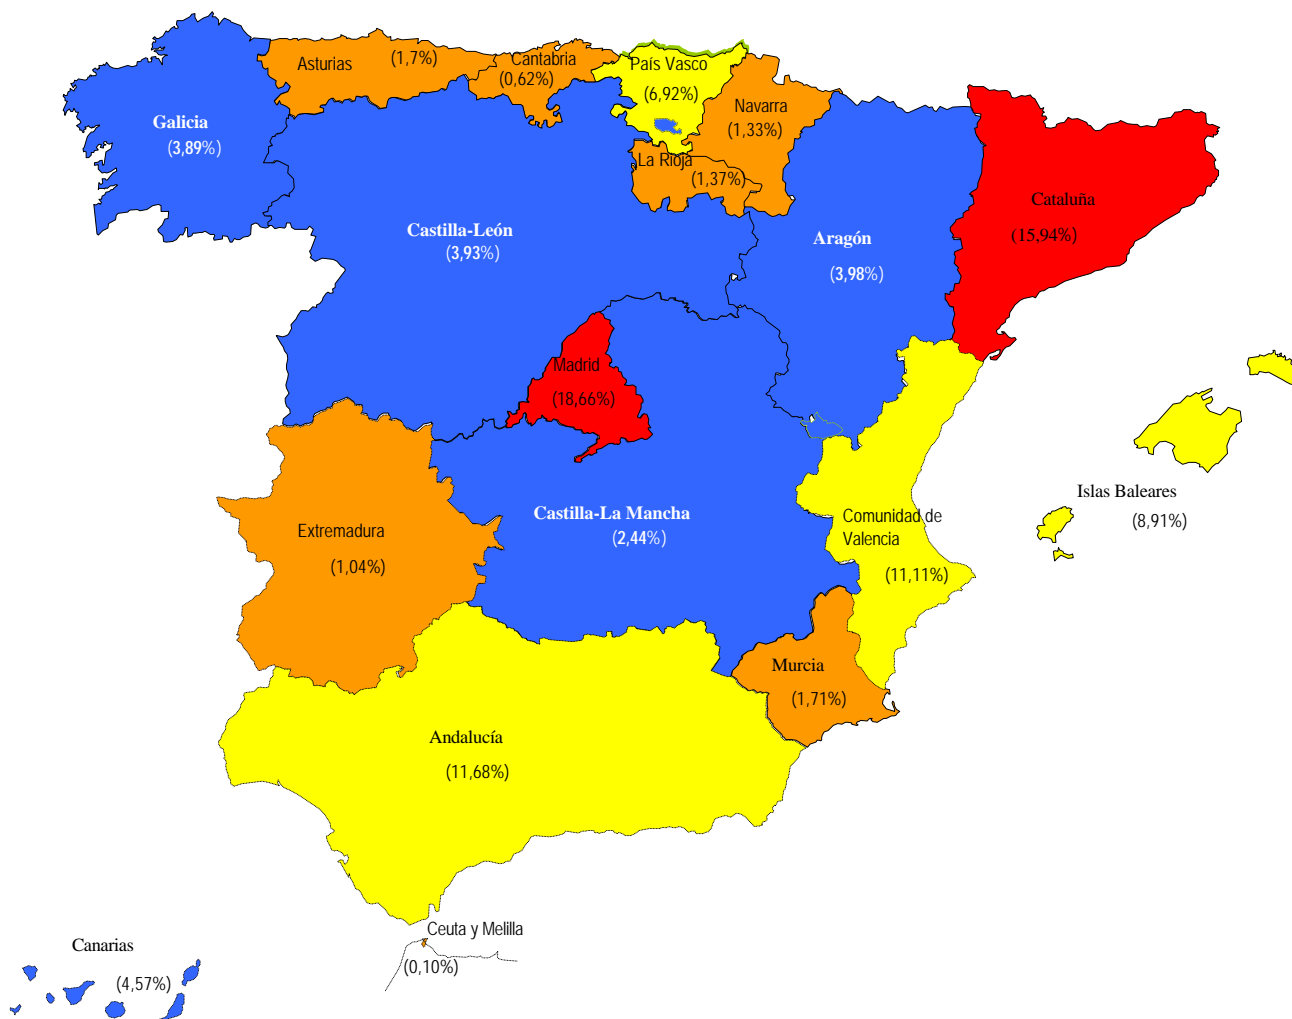 Asturias
(1,7%)
Cantabria
(0,62%)
País Vasco
(6,92%)
Navarra
(1,33%)
Galicia
(3,89%)
La Rioja
(1,37%)
Cataluña
(15,94%)
Castilla-León
(3,93%)
Aragón
(3,98%)
Madrid
(18,66%)
Islas Baleares
(8,91%)
Castilla-La Mancha
(2,44%)
Comunidad de
Valencia
(11,11%)
Extremadura
(1,04%)
Murcia
(1,71%)
Andalucía
(11,68%)
Ceuta y Melilla
(0,10%)
Canarias
(4,57%)